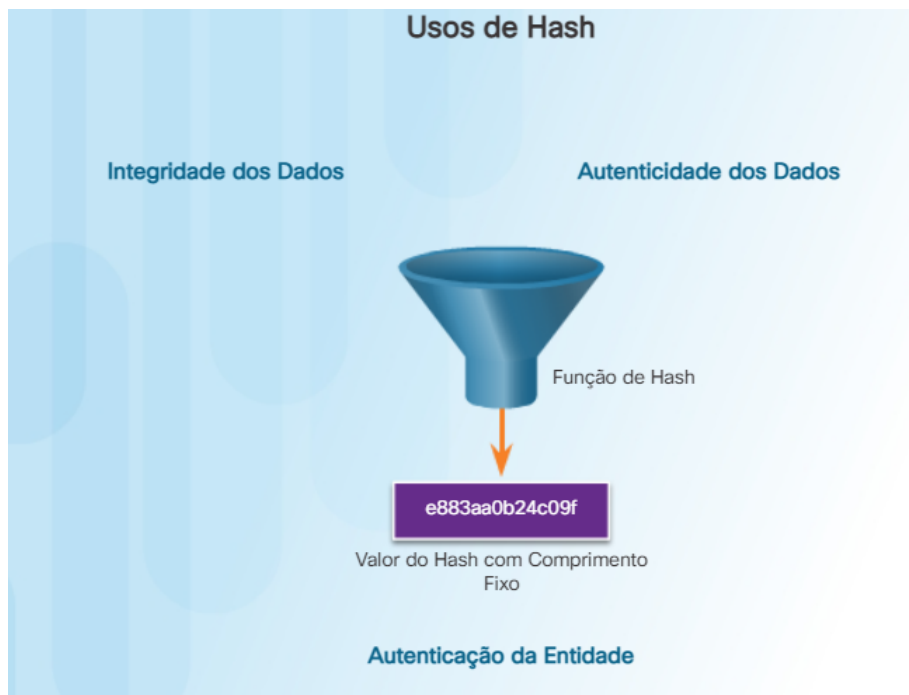 Usos de Hash
Integridade dos Dados
Autenticidade dos Dados
Função de Hash
e883aa0b24c09f
Valor do Hash com Comprimento
Fixo
Autenticação da Entidade